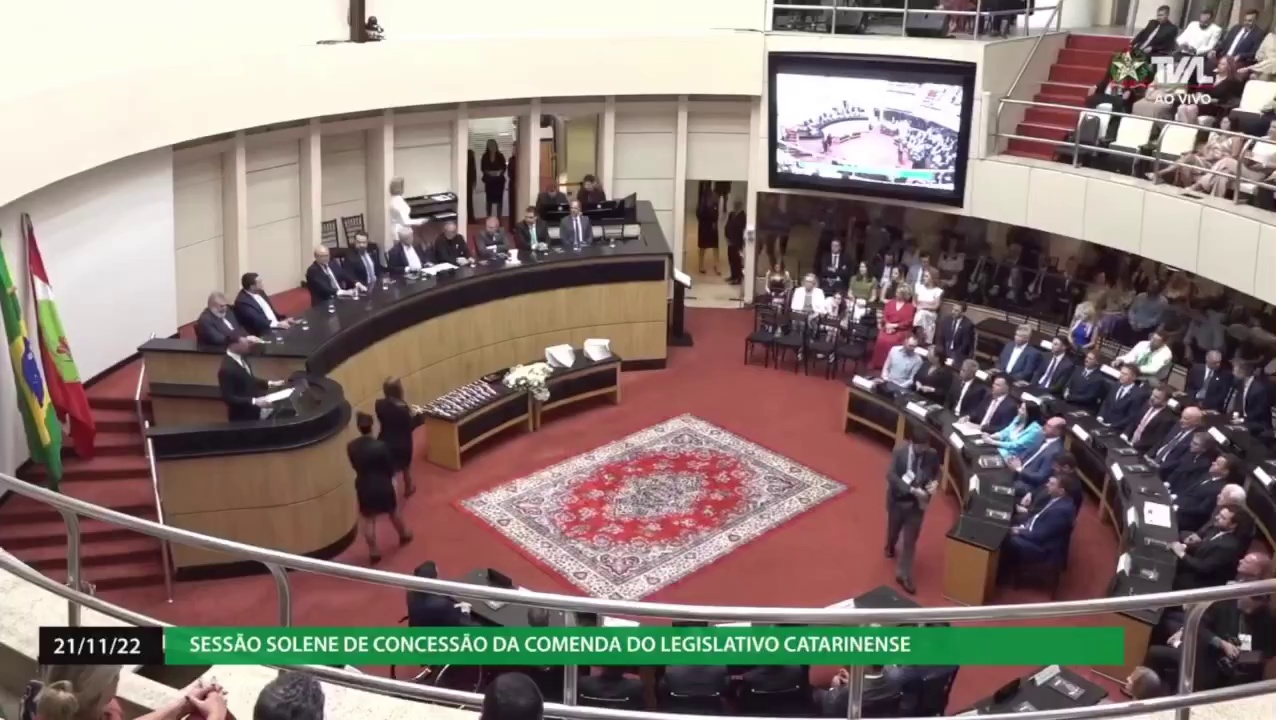 TVAL
AO VIVO
21/11/22
SESSÃO SOLENE DE CONCESSÃO DA COMENDA DO LEGISLATIVO CATARINENSE